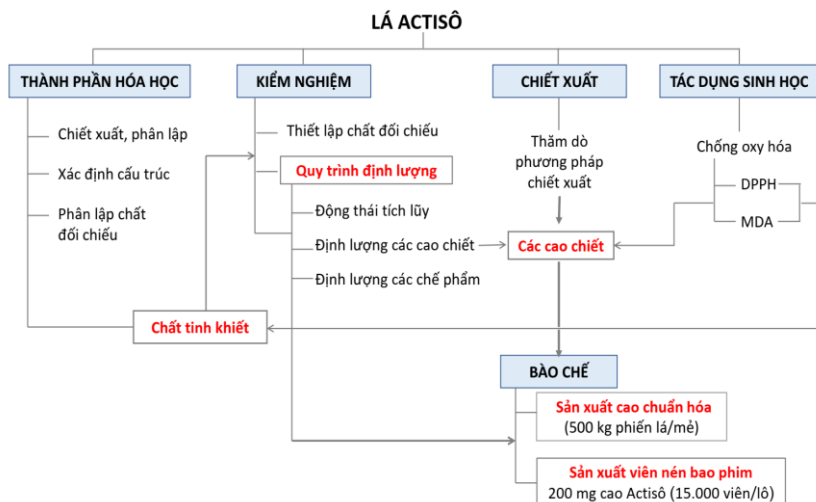 LÁ ACTISÔ
THÀNH PHẦN HÓA HỌC
KIỂM NGHIỆM
CHIẾT XUẤT
TÁC DỤNG SINH HỌC
Chiết xuất, phân lập
Xác định cấu trúc
Phân lập chất
đối chiếu
Chất tinh khiết
Thiết lập chất đối chiếu
Quy trình định lượng
Động thái tích lũy
Định lượng các cao chiết
Định lượng các chế phẩm
Thăm dò
phương pháp
chiết xuất
Các cao chiết
Chống oxy hóa
DPPH
MDA
BÀO CHẾ
Sản xuất cao chuẩn hóa
(500 kg phiến lá/mẻ)
Sản xuất viên nén bao phim
200 mg cao Actisô (15.000 viên/lô)